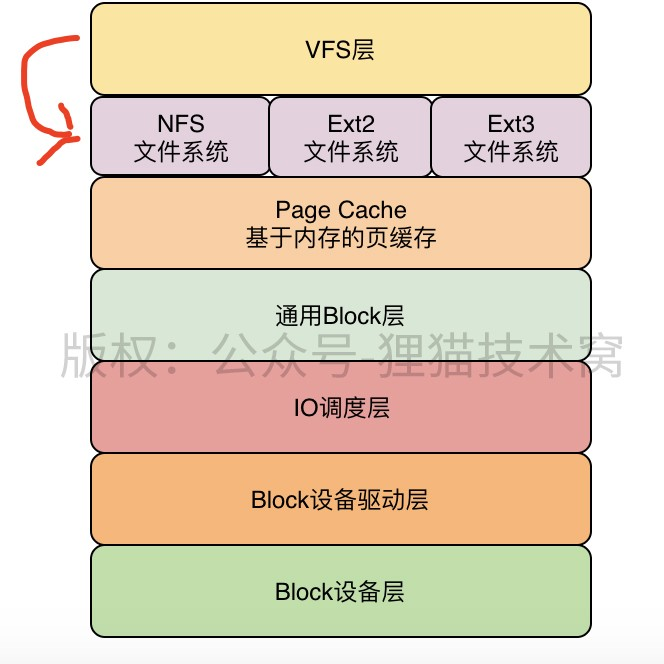 VFS层
NFS
文件系统
Ext2
文件系统
Ext3
文件系统
Page Cache
基于内存的页缓存
通用Block层
版权：公众号-狸猫技术窝
IO调度层
Block设备驱动层
Block设备层